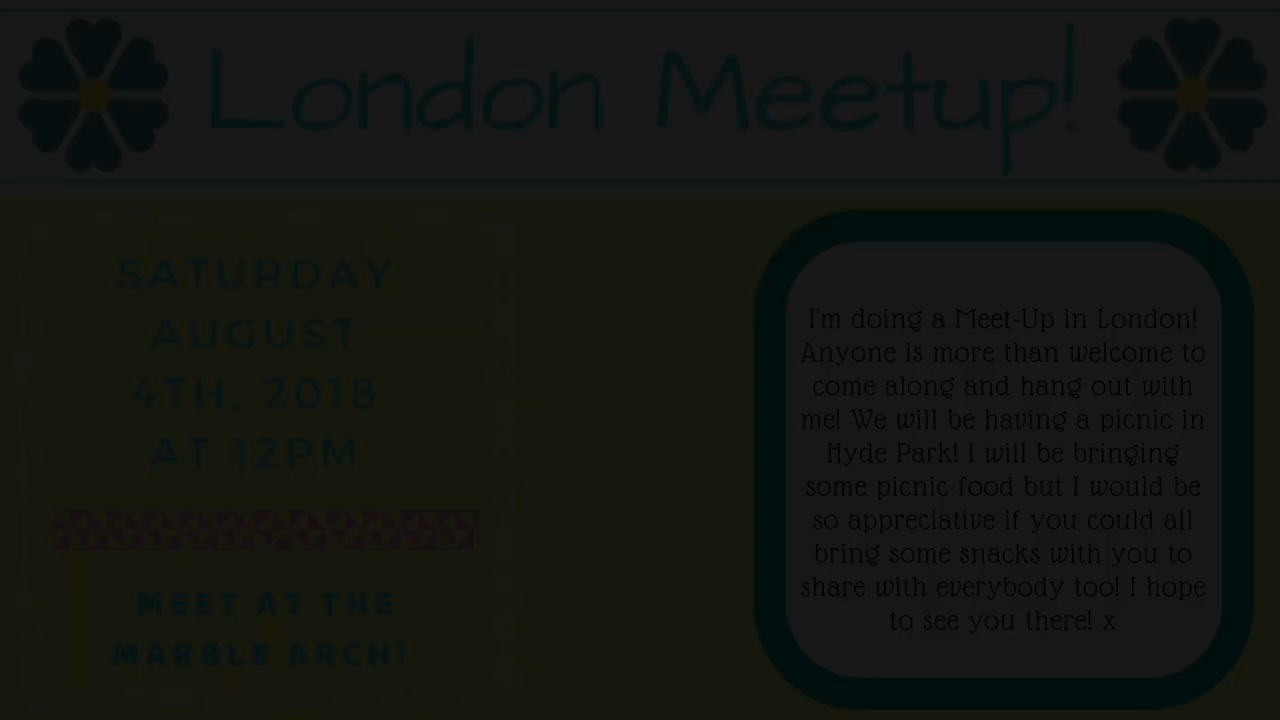 London Meetup!
SATURDAY
AUGUST
4TH, 2018
AT 12PM
MEET AT THE
MARBLE ARCH!
I'm doing a Meet-Up in London!
Anyone is more than welcome to
come along and hang out with
me! We will be having a picnic in
Hyde Park! I will be bringing
some picnic food but I would be
so appreciative if you could all
bring some snacks with you to
share with everybody too! I hope
to see you there! x